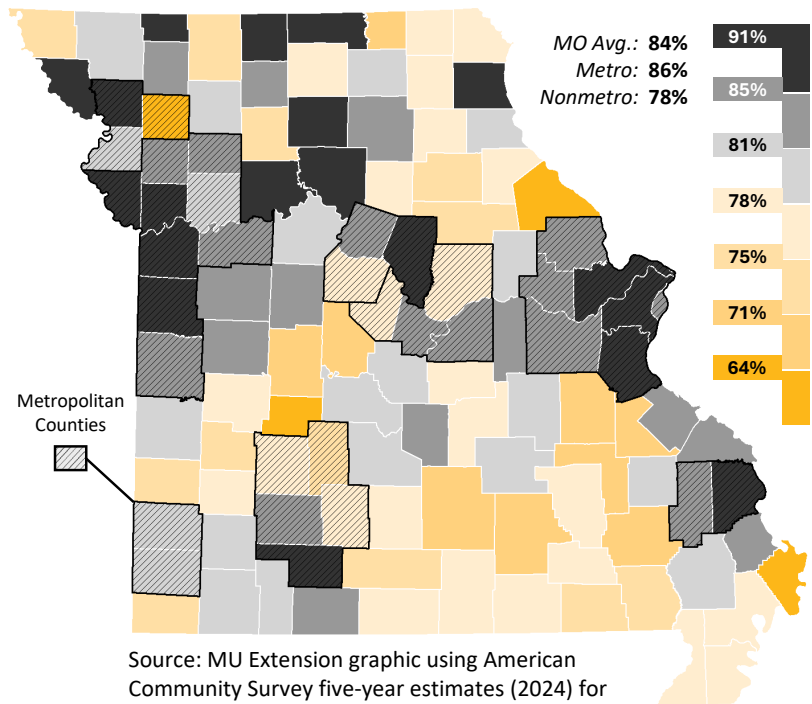 MO Avg.: 84%
Metro: 86%
Nonmetro: 78%
91%
85%
81%
78%
75%
71%
64%
Metropolitan
Counties
Source: MU Extension graphic using American
Community Survey five-year estimates (2024) for